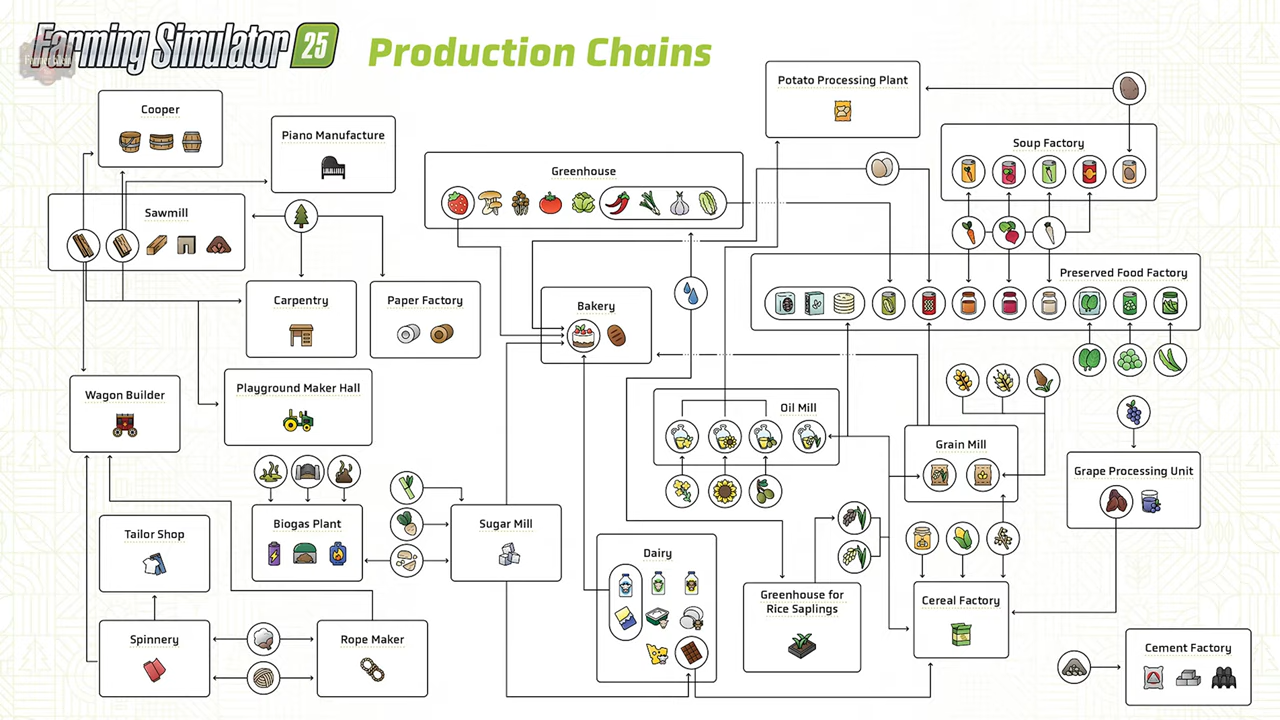 Farming Simulator 25
Production Chains
Potato Processing Plant
Cooper
Piano Manufacture
Soup Factory
Greenhouse
Sawmill
Preserved Food Factory
Carpentry
Paper Factory
Bakery
Wagon Builder
Playground Maker Hall
Oil Mill
Grain Mill
Grape Processing Unit
Tailor Shop
Biogas Plant
Sugar Mill
Dairy
Greenhouse for
Rice Saplings
Cereal Factory
Spinnery
Rope Maker
Cement Factory